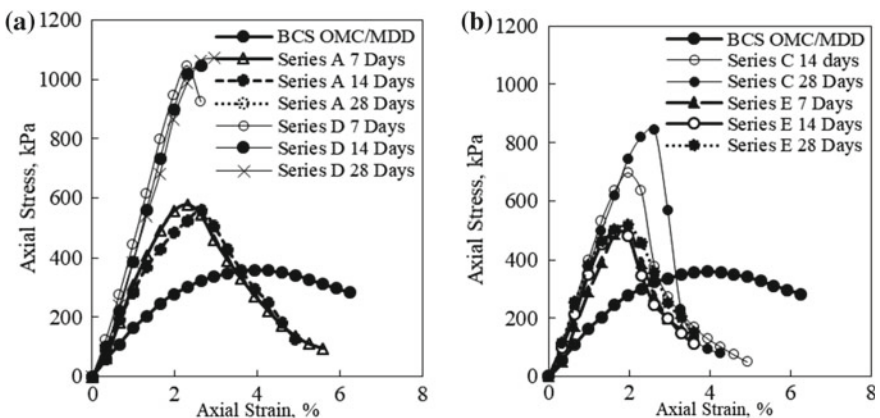 (a)
1200
1000
800
600
400
200
0
Axial Stress, kPa
BCS OMC/MDD
Series A 7 Days
Series A 14 Days
Series A 28 Days
Series D 7 Days
Series D 14 Days
Series D 28 Days
0 2 4 6 8
Axial Strain, %
(b)
1200
1000
800
600
400
200
0
Axial Stress, kPa
BCS OMC/MDD
Series C 14 days
Series C 28 Days
Series E 7 Days
Series E 14 Days
Series E 28 Days
0 2 4 6 8
Axial Strain, %